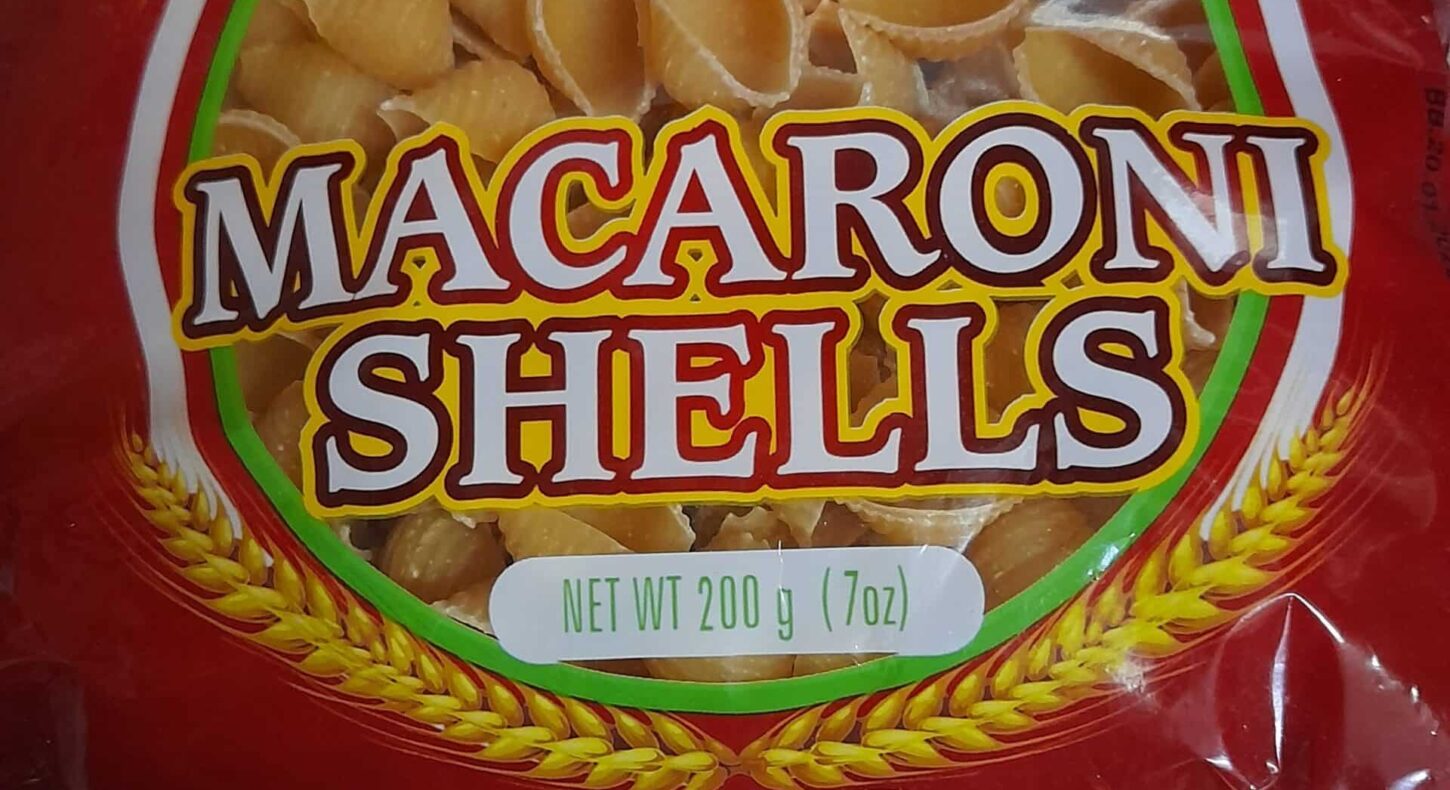 MACARONI
SHELLS
NET WT 200 g (7oz)